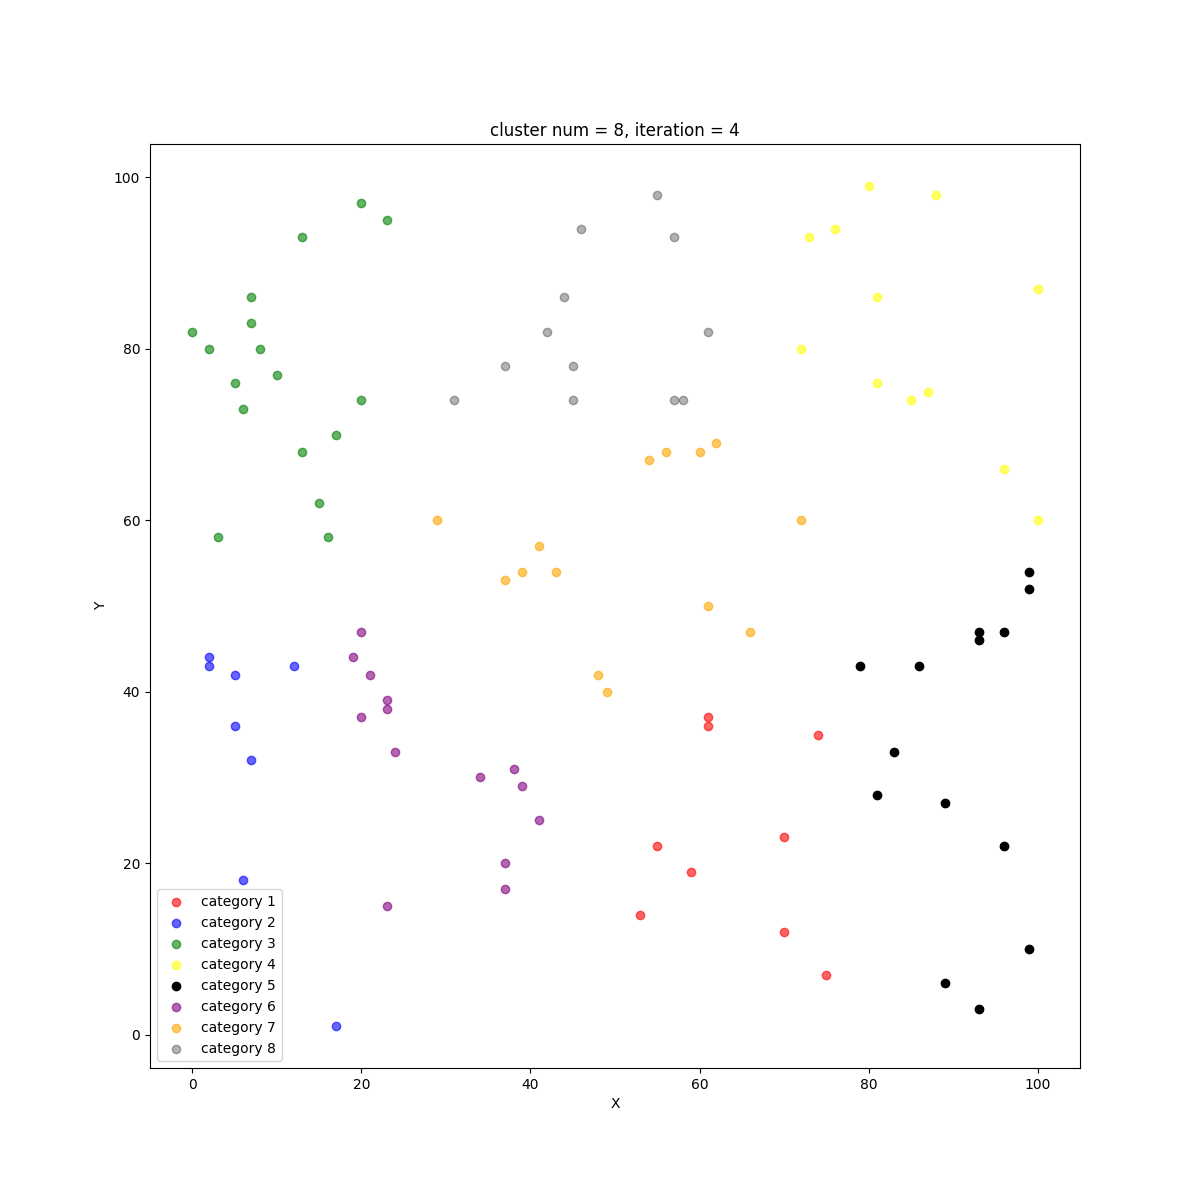 cluster num = 8, iteration = 4
100
80
60
40
20
0
Y
category 1
category 2
category 3
category 4
category 5
category 6
category 7
category 8
0 20 40 60 80 100
X